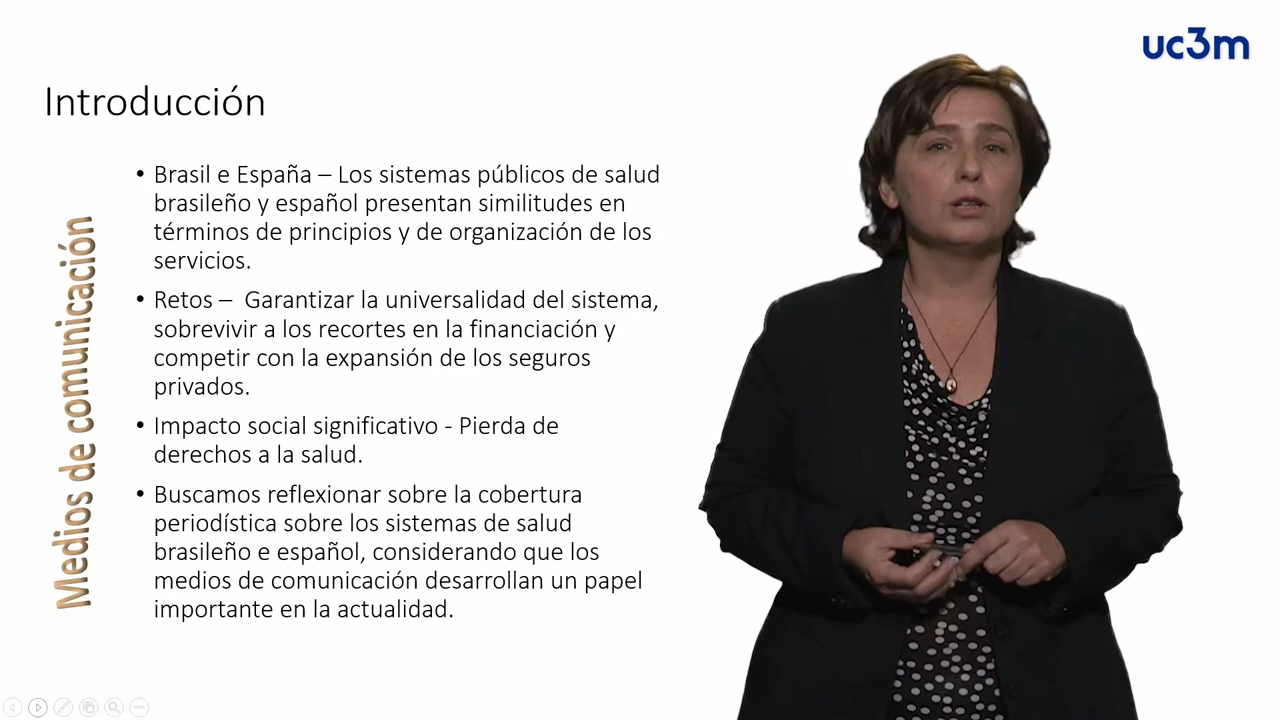 uc3m
Introducción
Medios de comunicación
• Brasil e España – Los sistemas públicos de salud
brasileño y español presentan similitudes en
términos de principios y de organización de los
servicios.
• Retos –  Garantizar la universalidad del sistema,
sobrevivir a los recortes en la financiación y
competir con la expansión de los seguros
privados.
• Impacto social significativo - Pierda de
derechos a la salud.
• Buscamos reflexionar sobre la cobertura
periodística sobre los sistemas de salud
brasileño e español, considerando que los
medios de comunicación desarrollan un papel
importante en la actualidad.